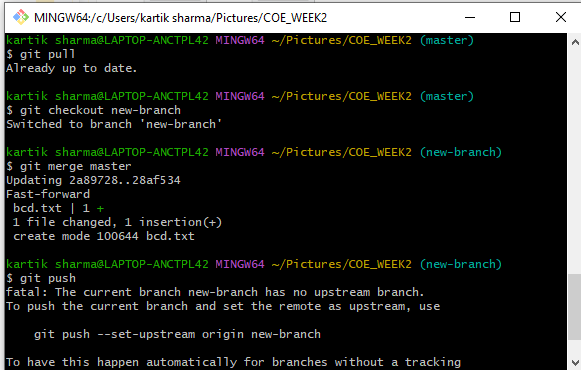 MINGW64:/c/Users/kartik sharma/Pictures/COE_WEEK2
kartik sharma@LAPTOP-ANCTPL42 MINGW64 ~/Pictures/COE_WEEK2 (master)
$ git pull
Already up to date.
kartik sharma@LAPTOP-ANCTPL42 MINGW64 ~/Pictures/COE_WEEK2 (master)
$ git checkout new-branch
Switched to branch 'new-branch'
kartik sharma@LAPTOP-ANCTPL42 MINGW64 ~/Pictures/COE_WEEK2 (new-branch)
$ git merge master
Updating 2a89728..28af534
Fast-forward
 bcd.txt | 1 +
 1 file changed, 1 insertion(+)
 create mode 100644 bcd.txt
kartik sharma@LAPTOP-ANCTPL42 MINGW64 ~/Pictures/COE_WEEK2 (new-branch)
$ git push
fatal: The current branch new-branch has no upstream branch.
To push the current branch and set the remote as upstream, use
    git push --set-upstream origin new-branch
To have this happen automatically for branches without a tracking